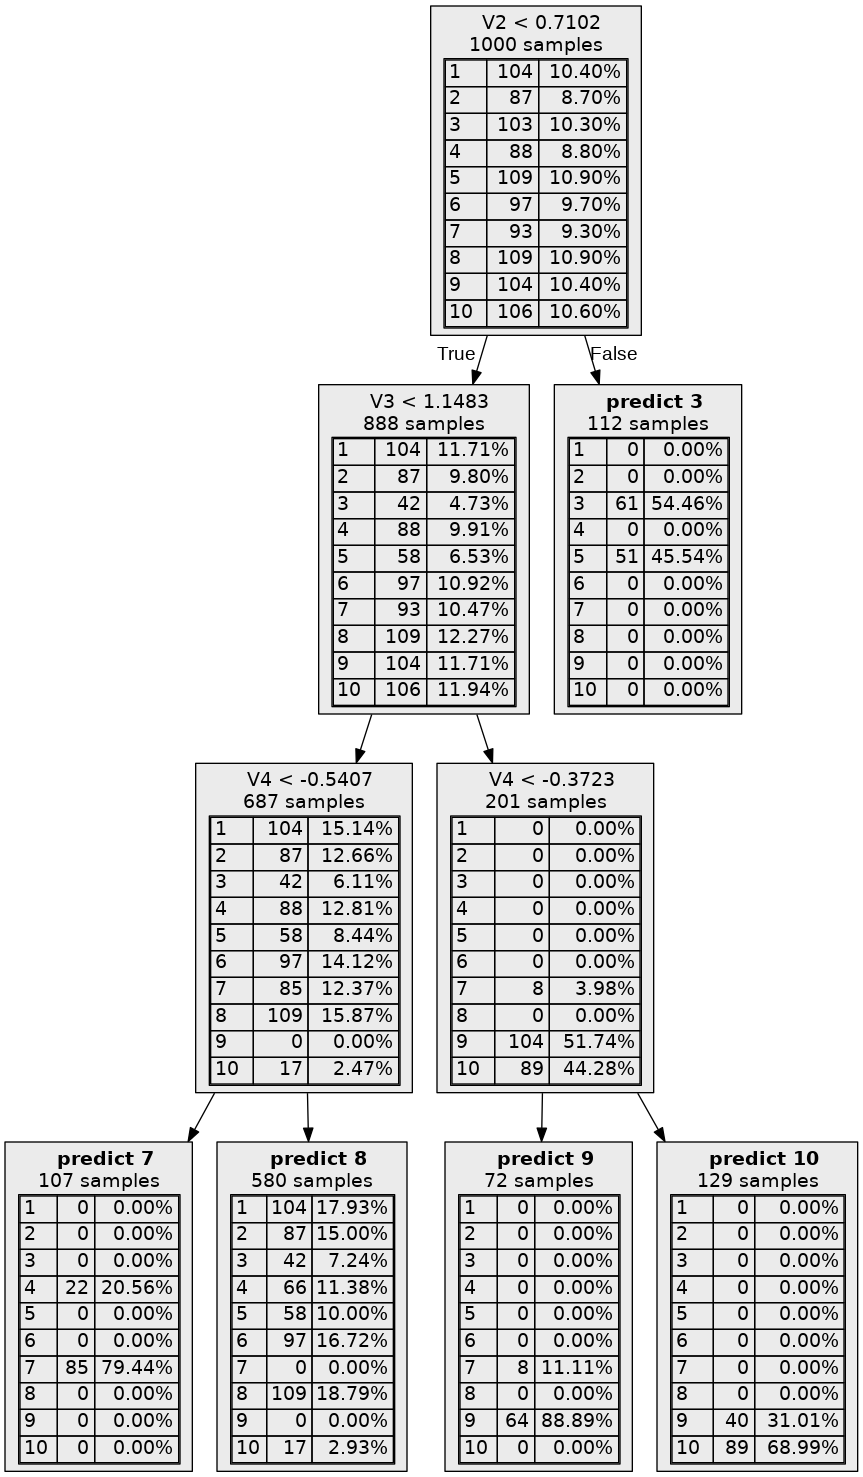 V2 < 0.7102
1000 samples
1 104 10.40%
2 87 8.70%
3 103 10.30%
4 88 8.80%
5 109 10.90%
6 97 9.70%
7 93 9.30%
8 109 10.90%
9 104 10.40%
10 106 10.60%
True
False
V3 < 1.1483
888 samples
1 104 11.71%
2 87 9.80%
3 42 4.73%
4 88 9.91%
5 58 6.53%
6 97 10.92%
7 93 10.47%
8 109 12.27%
9 104 11.71%
10 106 11.94%
predict 3
112 samples
1 0 0.00%
2 0 0.00%
3 61 54.46%
4 0 0.00%
5 51 45.54%
6 0 0.00%
7 0 0.00%
8 0 0.00%
9 0 0.00%
10 0 0.00%
V4 < -0.5407
687 samples
1 104 15.14%
2 87 12.66%
3 42 6.11%
4 88 12.81%
5 58 8.44%
6 97 14.12%
7 85 12.37%
8 109 15.87%
9 0 0.00%
10 17 2.47%
V4 < -0.3723
201 samples
1 0 0.00%
2 0 0.00%
3 0 0.00%
4 0 0.00%
5 0 0.00%
6 0 0.00%
7 8 3.98%
8 0 0.00%
9 104 51.74%
10 89 44.28%
predict 7
107 samples
1 0 0.00%
2 0 0.00%
3 0 0.00%
4 22 20.56%
5 0 0.00%
6 0 0.00%
7 85 79.44%
8 0 0.00%
9 0 0.00%
10 0 0.00%
predict 8
580 samples
1 104 17.93%
2 87 15.00%
3 42 7.24%
4 66 11.38%
5 58 10.00%
6 97 16.72%
7 0 0.00%
8 109 18.79%
9 0 0.00%
10 17 2.93%
predict 9
72 samples
1 0 0.00%
2 0 0.00%
3 0 0.00%
4 0 0.00%
5 0 0.00%
6 0 0.00%
7 8 11.11%
8 0 0.00%
9 64 88.89%
10 0 0.00%
predict 10
129 samples
1 0 0.00%
2 0 0.00%
3 0 0.00%
4 0 0.00%
5 0 0.00%
6 0 0.00%
7 0 0.00%
8 0 0.00%
9 40 31.01%
10 89 68.99%